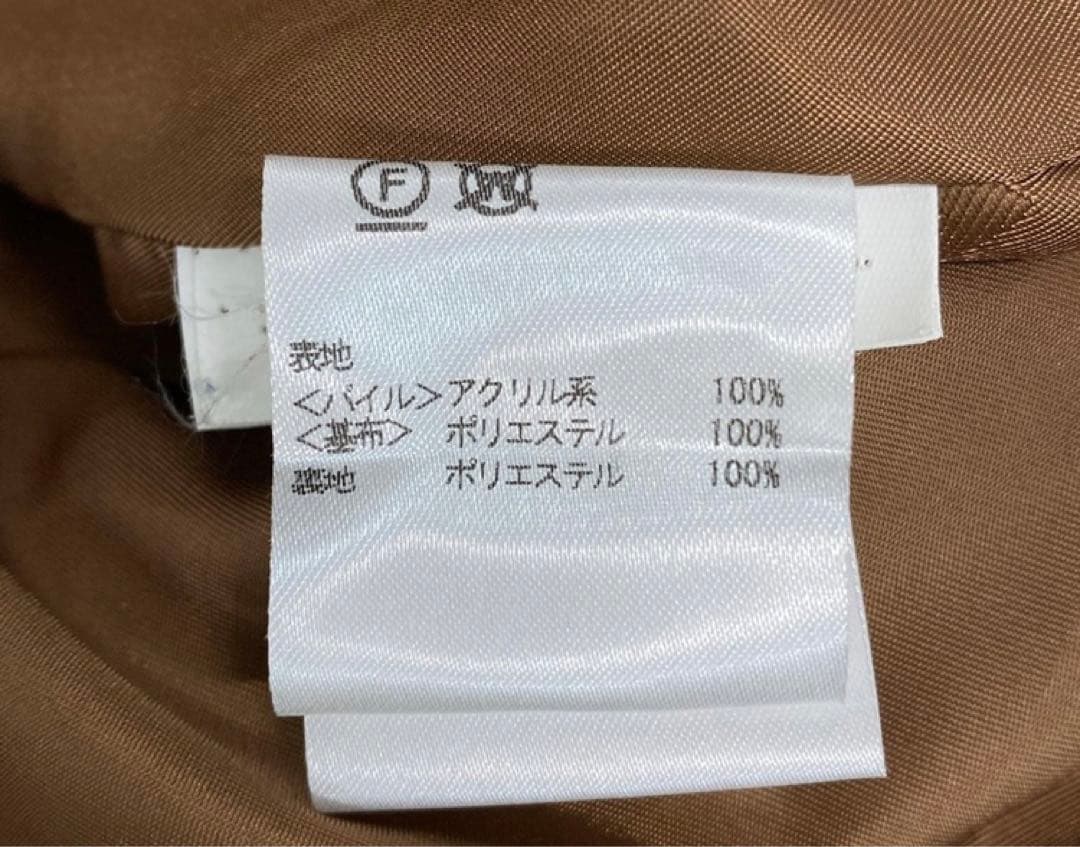 F W
表地
<パイル>アクリル系 100%
<基布> ポリエステル 100%
裏地 ポリエステル 100%